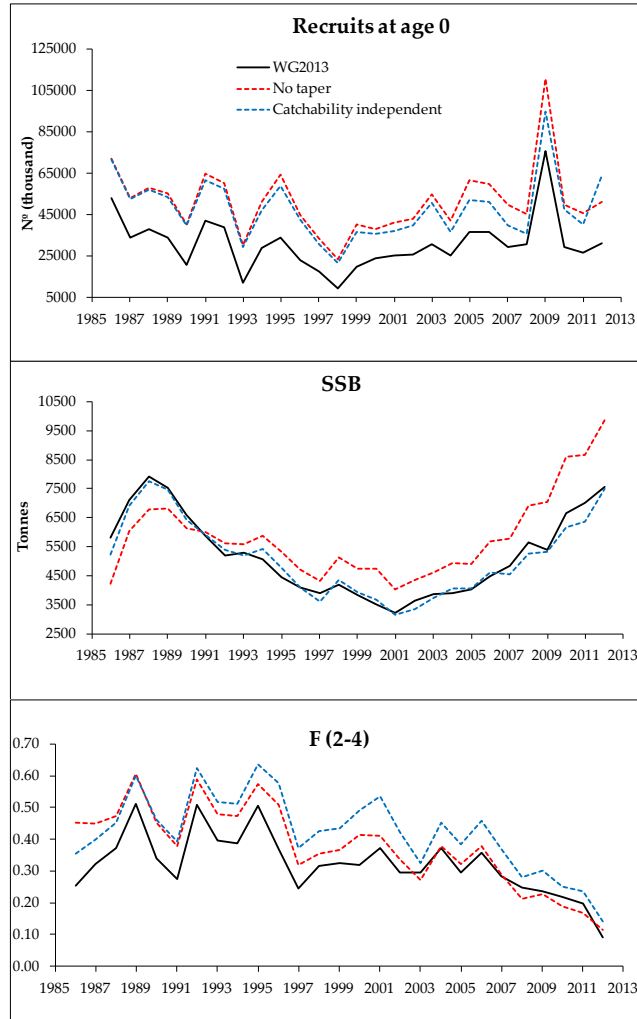 Recruits at age 0
125000
105000
85000
65000
45000
25000
5000
Nº (thousand)
WG2013
No taper
Catchability independent
1985 1987 1989 1991 1993 1995 1997 1999 2001 2003 2005 2007 2009 2011 2013
SSB
10500
9500
8500
7500
6500
5500
4500
3500
2500
Tonnes
1985 1987 1989 1991 1993 1995 1997 1999 2001 2003 2005 2007 2009 2011 2013
F (2-4)
0.70
0.60
0.50
0.40
0.30
0.20
0.10
0.00
1985 1987 1989 1991 1993 1995 1997 1999 2001 2003 2005 2007 2009 2011 2013